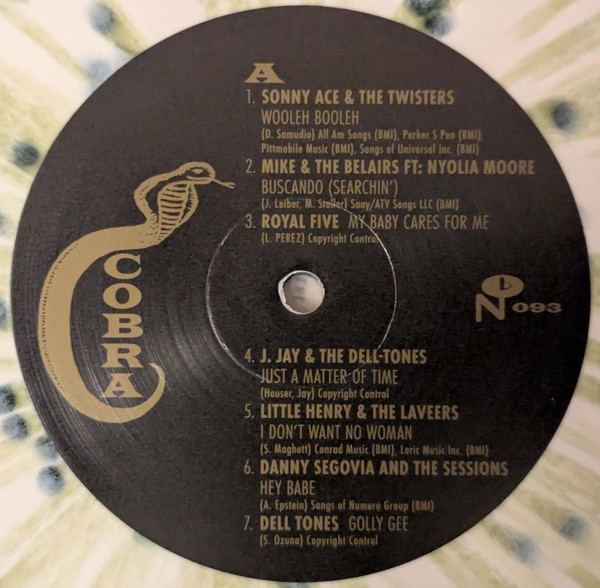 A
1. SONNY ACE & THE TWISTERS
WOOLEH BOOLEH
(D. Samudio) All Am Songs (BMI), Parker S Pen (BMI),
Pittmobile Music (BMI), Songs of Universal Inc. (BMI)
2. MIKE & THE BELAIRS FT: NYOLIA MOORE
BUSCANDO (SEARCHIN')
(J. Leiber, M. Stoller) Sony/ATV Songs LLC (BMI)
3. ROYAL FIVE MY BABY CARES FOR ME
(L. PEREZ) Copyright Control
COBRA
N 093
4. J. JAY & THE DELL-TONES
JUST A MATTER OF TIME
(Houser, Jay) Copyright Control
5. LITTLE HENRY & THE LAVEERS
I DON'T WANT NO WOMAN
(S. Maghett) Conrad Music (BMI), Leric Music Inc. (BMI)
6. DANNY SEGOVIA AND THE SESSIONS
HEY BABE
(A. Epstein) Songs of Numero Group (BMI)
7. DELL TONES GOLLY GEE
(S. Ozuna) Copyright Control